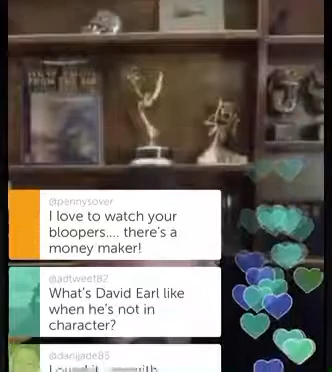 @pennysover
I love to watch your
bloopers.... there's a
money maker!
@adtweet82
What's David Earl like
when he's not in
character?
@danijade85